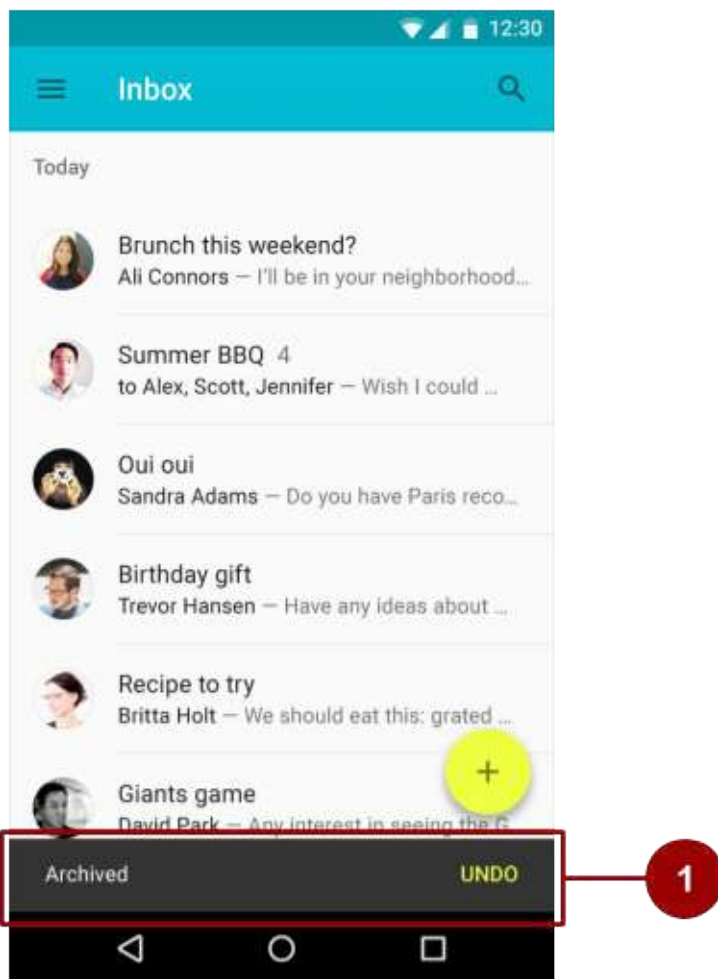 12:30
Inbox
Today
Brunch this weekend?
Ali Connors — I'll be in your neighborhood...
Summer BBQ 4
to Alex, Scott, Jennifer — Wish I could ...
Oui oui
Sandra Adams — Do you have Paris reco...
Birthday gift
Trevor Hansen — Have any ideas about ...
Recipe to try
Britta Holt — We should eat this: grated ...
Giants game
David Park — Any interest in seeing the G
Archived UNDO
1